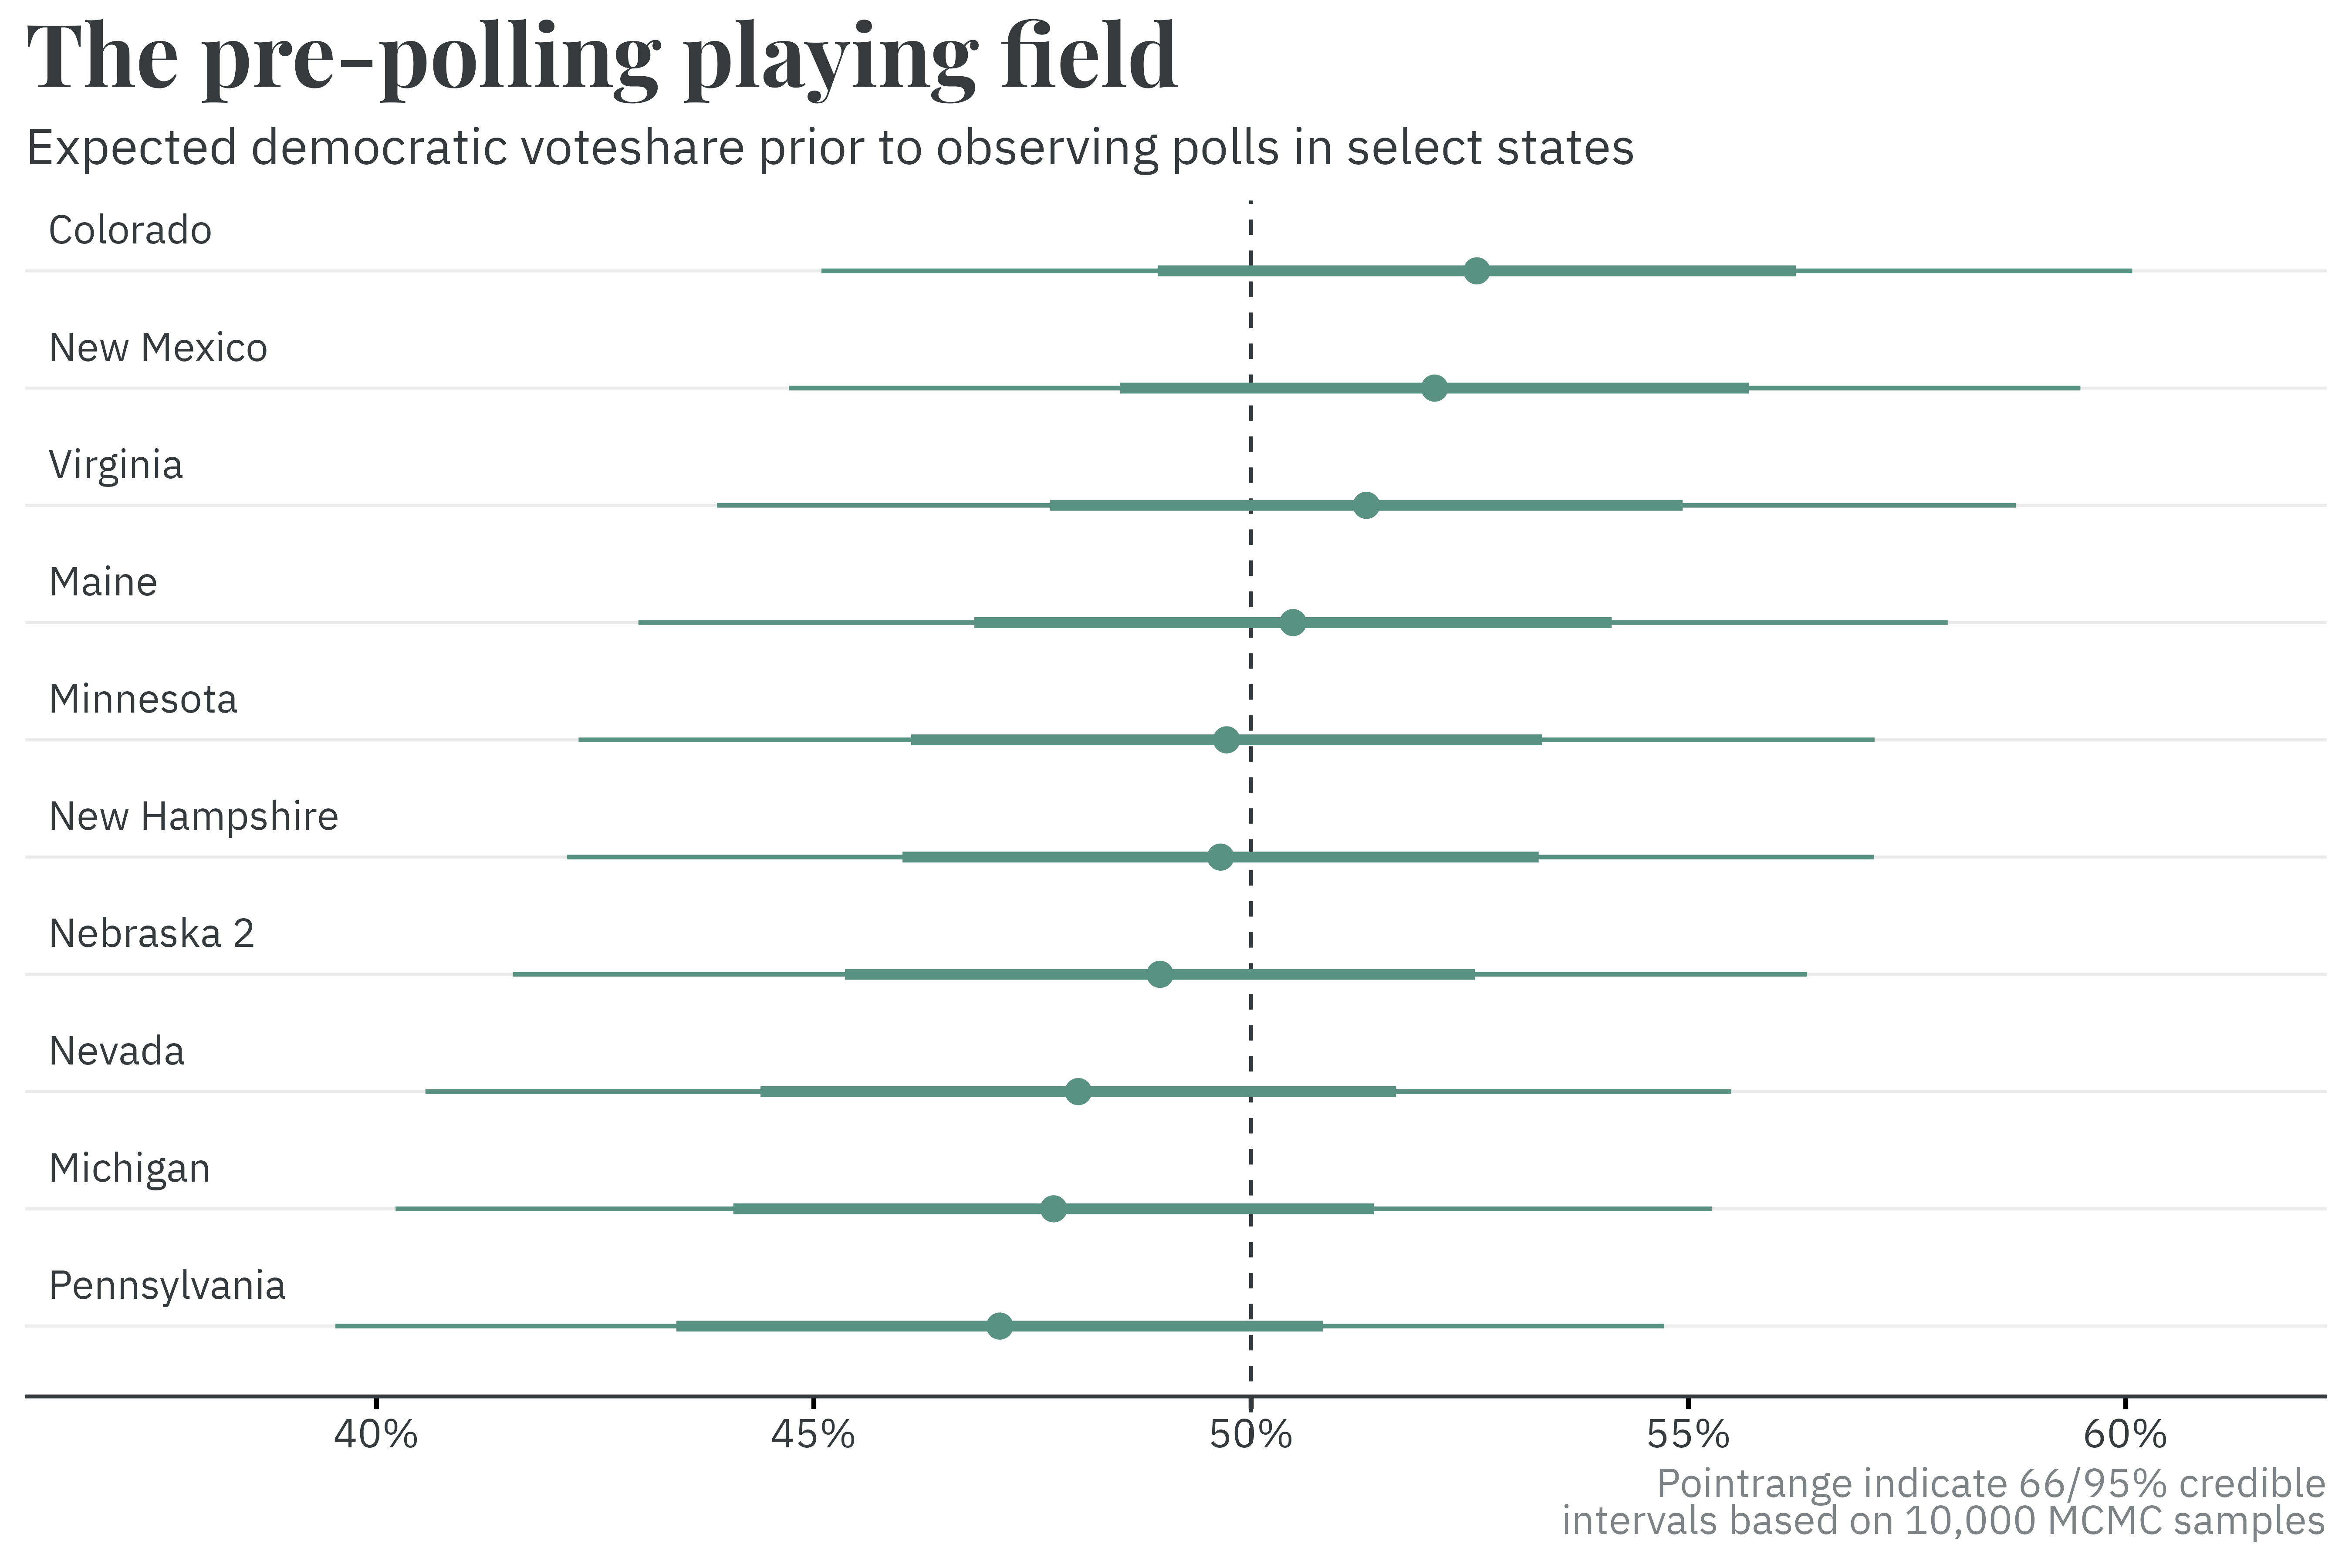 The pre-polling playing field
Expected democratic voteshare prior to observing polls in select states
Colorado
New Mexico
Virginia
Maine
Minnesota
New Hampshire
Nebraska 2
Nevada
Michigan
Pennsylvania
40% 45% 50% 55% 60%
Pointrange indicate 66/95% credible
intervals based on 10,000 MCMC samples